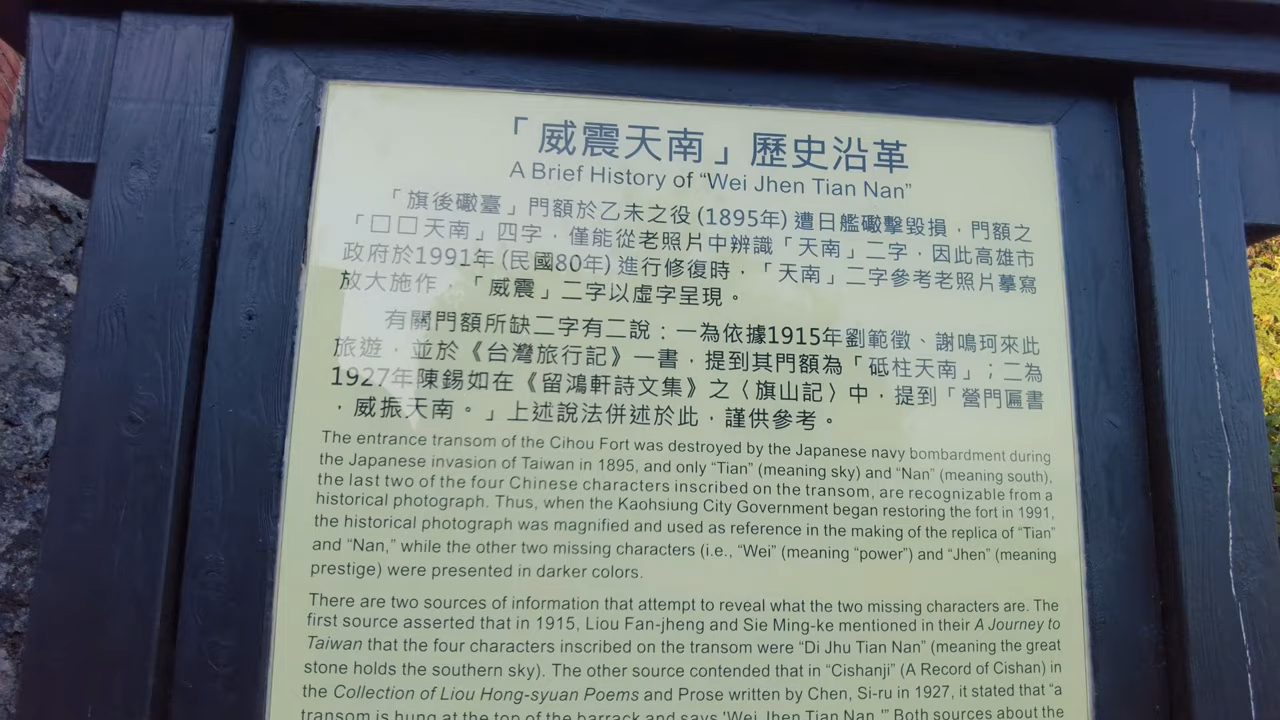 「威震天南」歷史沿革
A Brief History of “Wei Jhen Tian Nan”
「旗後礮臺」門額於乙未之役 (1895年) 遭日艦礮擊毀損，門額之
「□□天南」四字，僅能從老照片中辨識「天南」二字，因此高雄市
政府於1991年 (民國80年) 進行修復時，「天南」二字參考老照片摹寫
放大施作，「威震」二字以虛字呈現。
有關門額所缺二字有二說：一為依據1915年劉範徵、謝鳴珂來此
旅遊，並於《台灣旅行記》一書，提到其門額為「砥柱天南」；二為
1927年陳錫如在《留鴻軒詩文集》之〈旗山記〉中，提到「營門匾書
，威振天南。」上述說法併述於此，謹供參考。
The entrance transom of the Cihou Fort was destroyed by the Japanese navy bombardment during
the Japanese invasion of Taiwan in 1895, and only “Tian” (meaning sky) and “Nan” (meaning south),
the last two of the four Chinese characters inscribed on the transom, are recognizable from a
historical photograph. Thus, when the Kaohsiung City Government began restoring the fort in 1991,
the historical photograph was magnified and used as reference in the making of the replica of “Tian”
and “Nan,” while the other two missing characters (i.e., “Wei” (meaning “power”) and “Jhen” (meaning
prestige) were presented in darker colors.
There are two sources of information that attempt to reveal what the two missing characters are. The
first source asserted that in 1915, Liou Fan-jheng and Sie Ming-ke mentioned in their A Journey to
Taiwan that the four characters inscribed on the transom were “Di Jhu Tian Nan” (meaning the great
stone holds the southern sky). The other source contended that in “Cishanji” (A Record of Cishan) in
the Collection of Liou Hong-syuan Poems and Prose written by Chen, Si-ru in 1927, it stated that “a
transom is hung at the top of the barrack and says 'Wei Jhen Tian Nan.'” Both sources about the